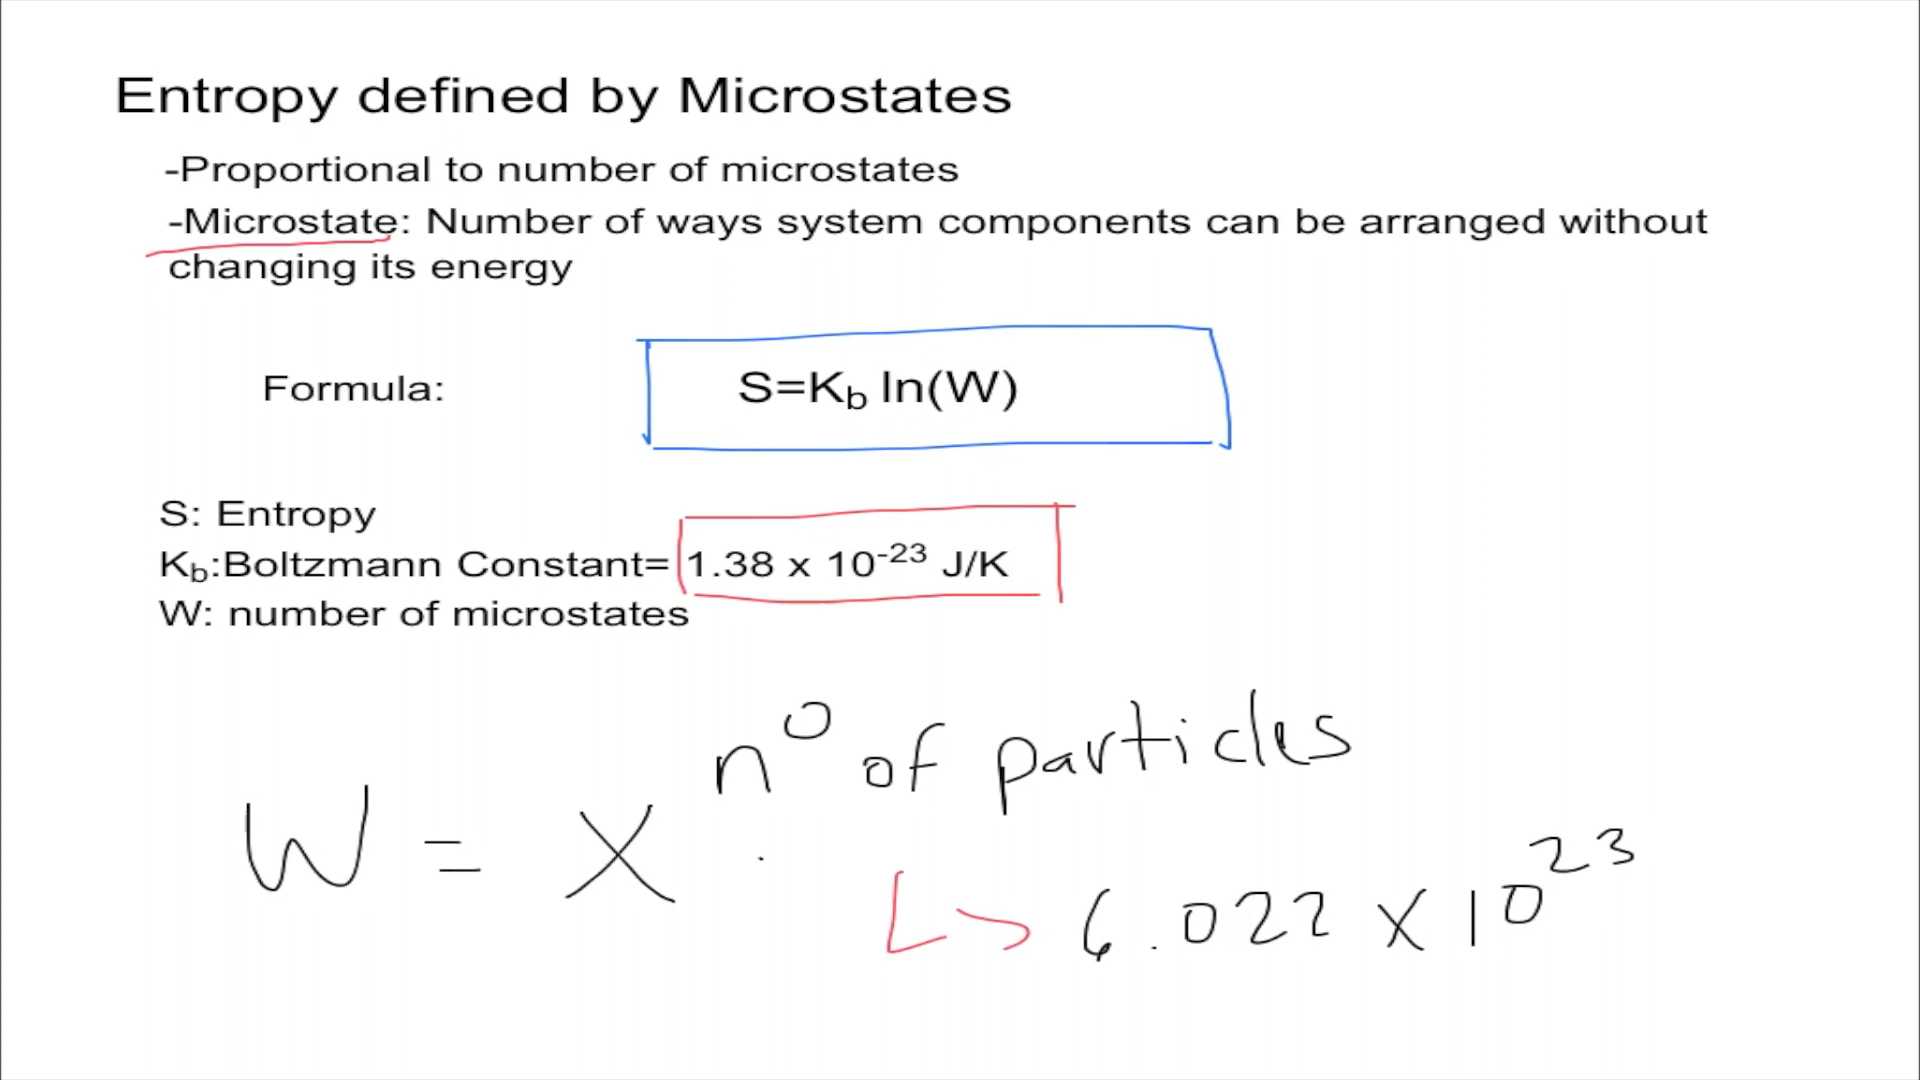 Entropy defined by Microstates
-Proportional to number of microstates
-Microstate: Number of ways system components can be arranged without
changing its energy
Formula: S=K_b ln(W)
S: Entropy
K_b:Boltzmann Constant= 1.38 x 10^-23 J/K
W: number of microstates
W = X^n° of particles
↳ 6.022 x 10^23